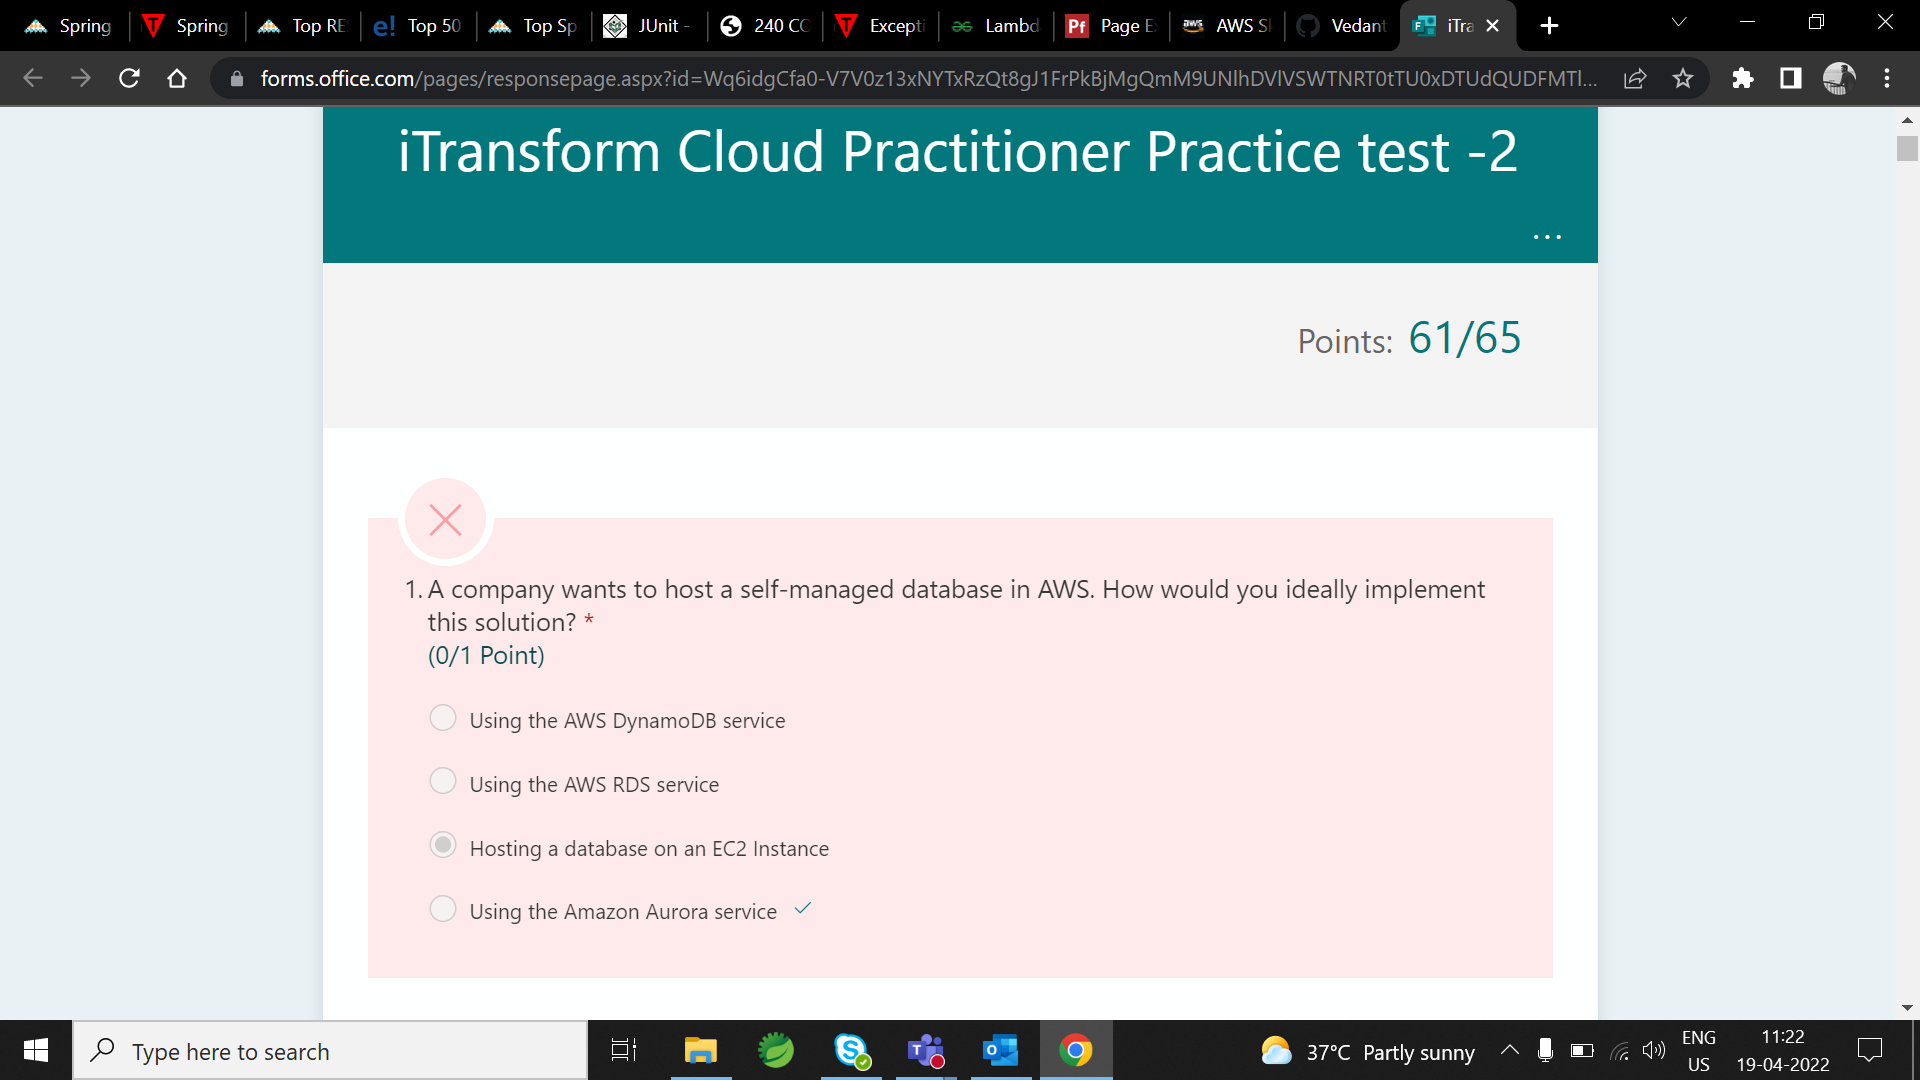 Spring
Spring
Top RE
Top 50
Top Sp
JUnit -
240 CC
Excepti
Lambd
Page E
AWS S
Vedant
iTra
forms.office.com/pages/responsepage.aspx?id=Wq6idgCfa0-V7V0z13xNYTxRzQt8gJ1FrPkBjMgQmM9UNlhDVlVSWTNRT0tTU0xDTUdQUDFMTl...
iTransform Cloud Practitioner Practice test -2
...
Points: 61/65
1. A company wants to host a self-managed database in AWS. How would you ideally implement
this solution? *
(0/1 Point)
Using the AWS DynamoDB service
Using the AWS RDS service
Hosting a database on an EC2 Instance
Using the Amazon Aurora service
Type here to search
37°C Partly sunny
ENG
US
11:22
19-04-2022